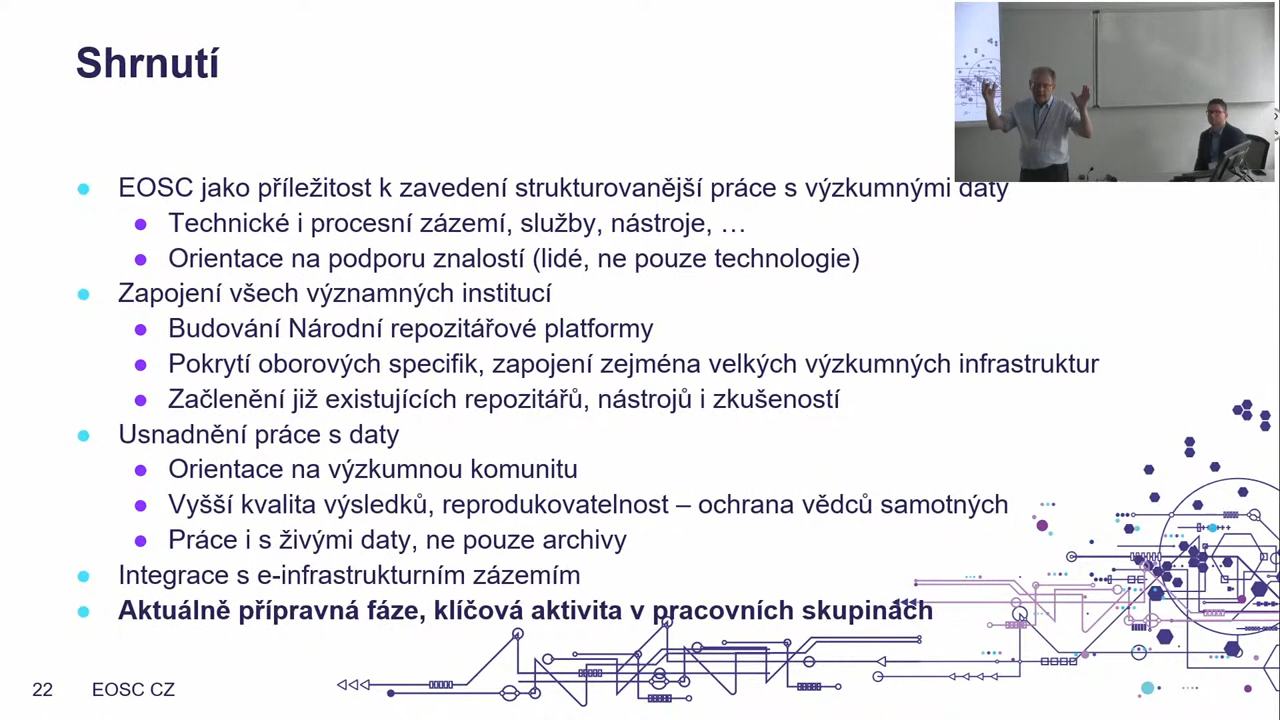 Shrnutí
EOSC jako příležitost k zavedení strukturovanější práce s výzkumnými daty
Technické i procesní zázemí, služby, nástroje, …
Orientace na podporu znalostí (lidé, ne pouze technologie)
Zapojení všech významných institucí
Budování Národní repozitářové platformy
Pokrytí oborových specifik, zapojení zejména velkých výzkumných infrastruktur
Začlenění již existujících repozitářů, nástrojů i zkušeností
Usnadnění práce s daty
Orientace na výzkumnou komunitu
Vyšší kvalita výsledků, reprodukovatelnost – ochrana vědců samotných
Práce i s živými daty, ne pouze archivy
Integrace s e-infrastrukturním zázemím
Aktuálně přípravná fáze, klíčová aktivita v pracovních skupinách
22 EOSC CZ